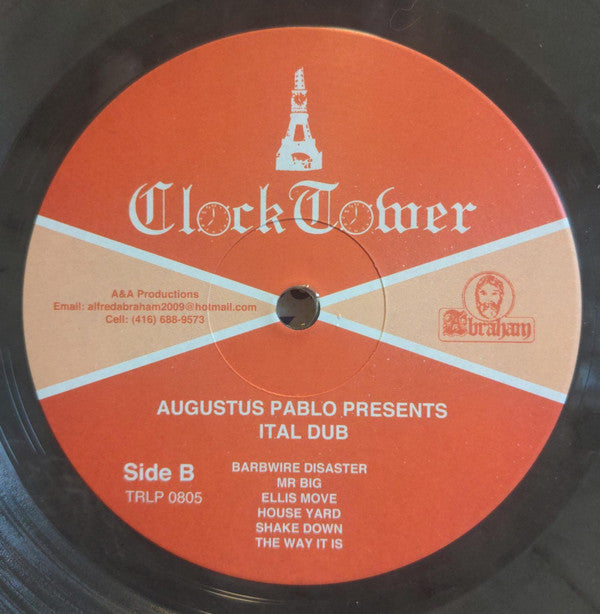 ClockTower
A&A Productions
Email: alfredabraham2009@hotmail.com
Cell: (416) 688-9573
Abraham
AUGUSTUS PABLO PRESENTS
ITAL DUB
Side B
TRLP 0805
BARBWIRE DISASTER
MR BIG
ELLIS MOVE
HOUSE YARD
SHAKE DOWN
THE WAY IT IS